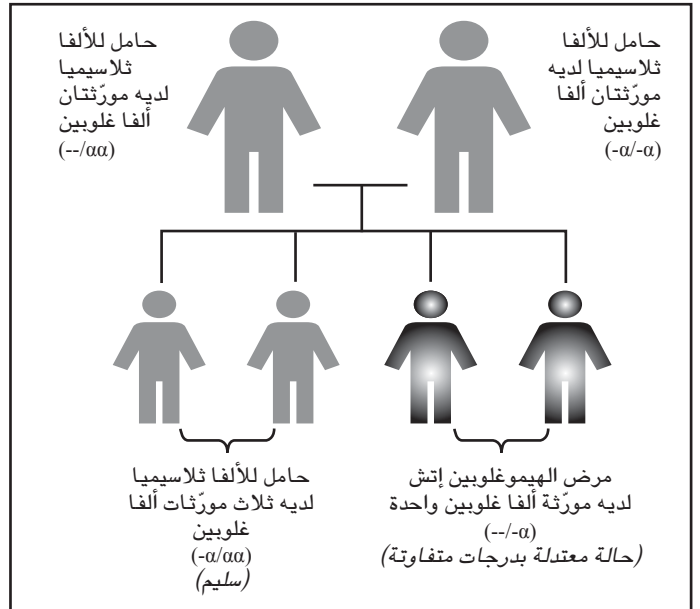 حامل للألفا
ثلاسيميا لديه
مورّثتان ألفا
غلوبين
(-α/-α)
حامل للألفا
ثلاسيميا
لديه مورّثتان
ألفا غلوبين
(--/αα)
مرض الهيموغلوبين إتش
لديه مورّثة ألفا غلوبين واحدة
(--/-α)
(حالة معتدلة بدرجات متفاوتة)
حامل للألفا ثلاسيميا
لديه ثلاث مورّثات ألفا
غلوبين
(-α/αα)
(سليم)